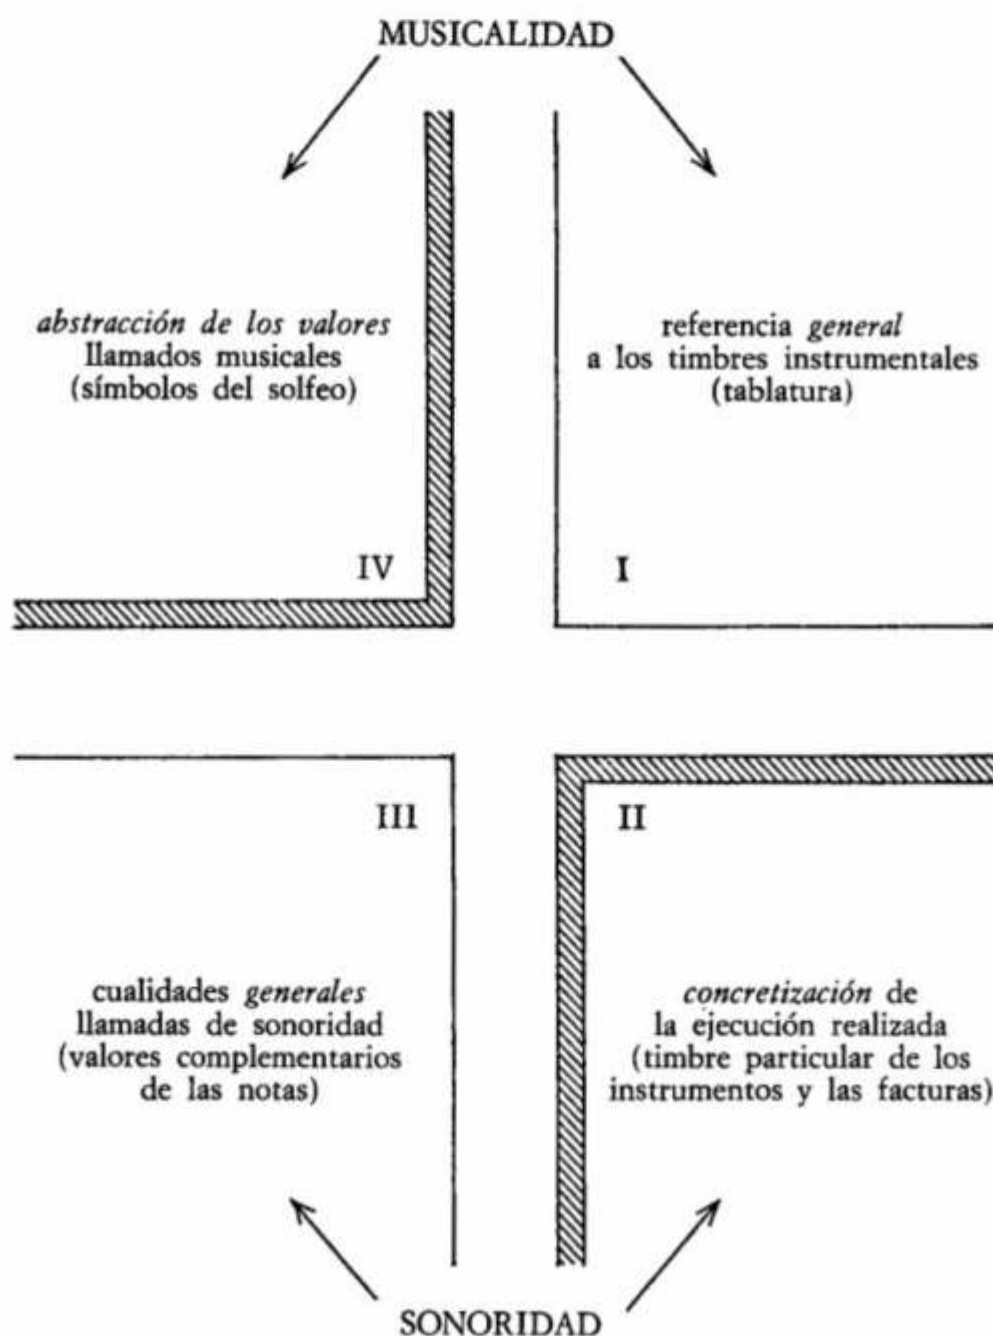 MUSICALIDAD
abstracción de los valores
llamados musicales
(símbolos del solfeo)
IV
referencia general
a los timbres instrumentales
(tablatura)
I
III
cualidades generales
llamadas de sonoridad
(valores complementarios
de las notas)
II
concretización de
la ejecución realizada
(timbre particular de los
instrumentos y las facturas)
SONORIDAD